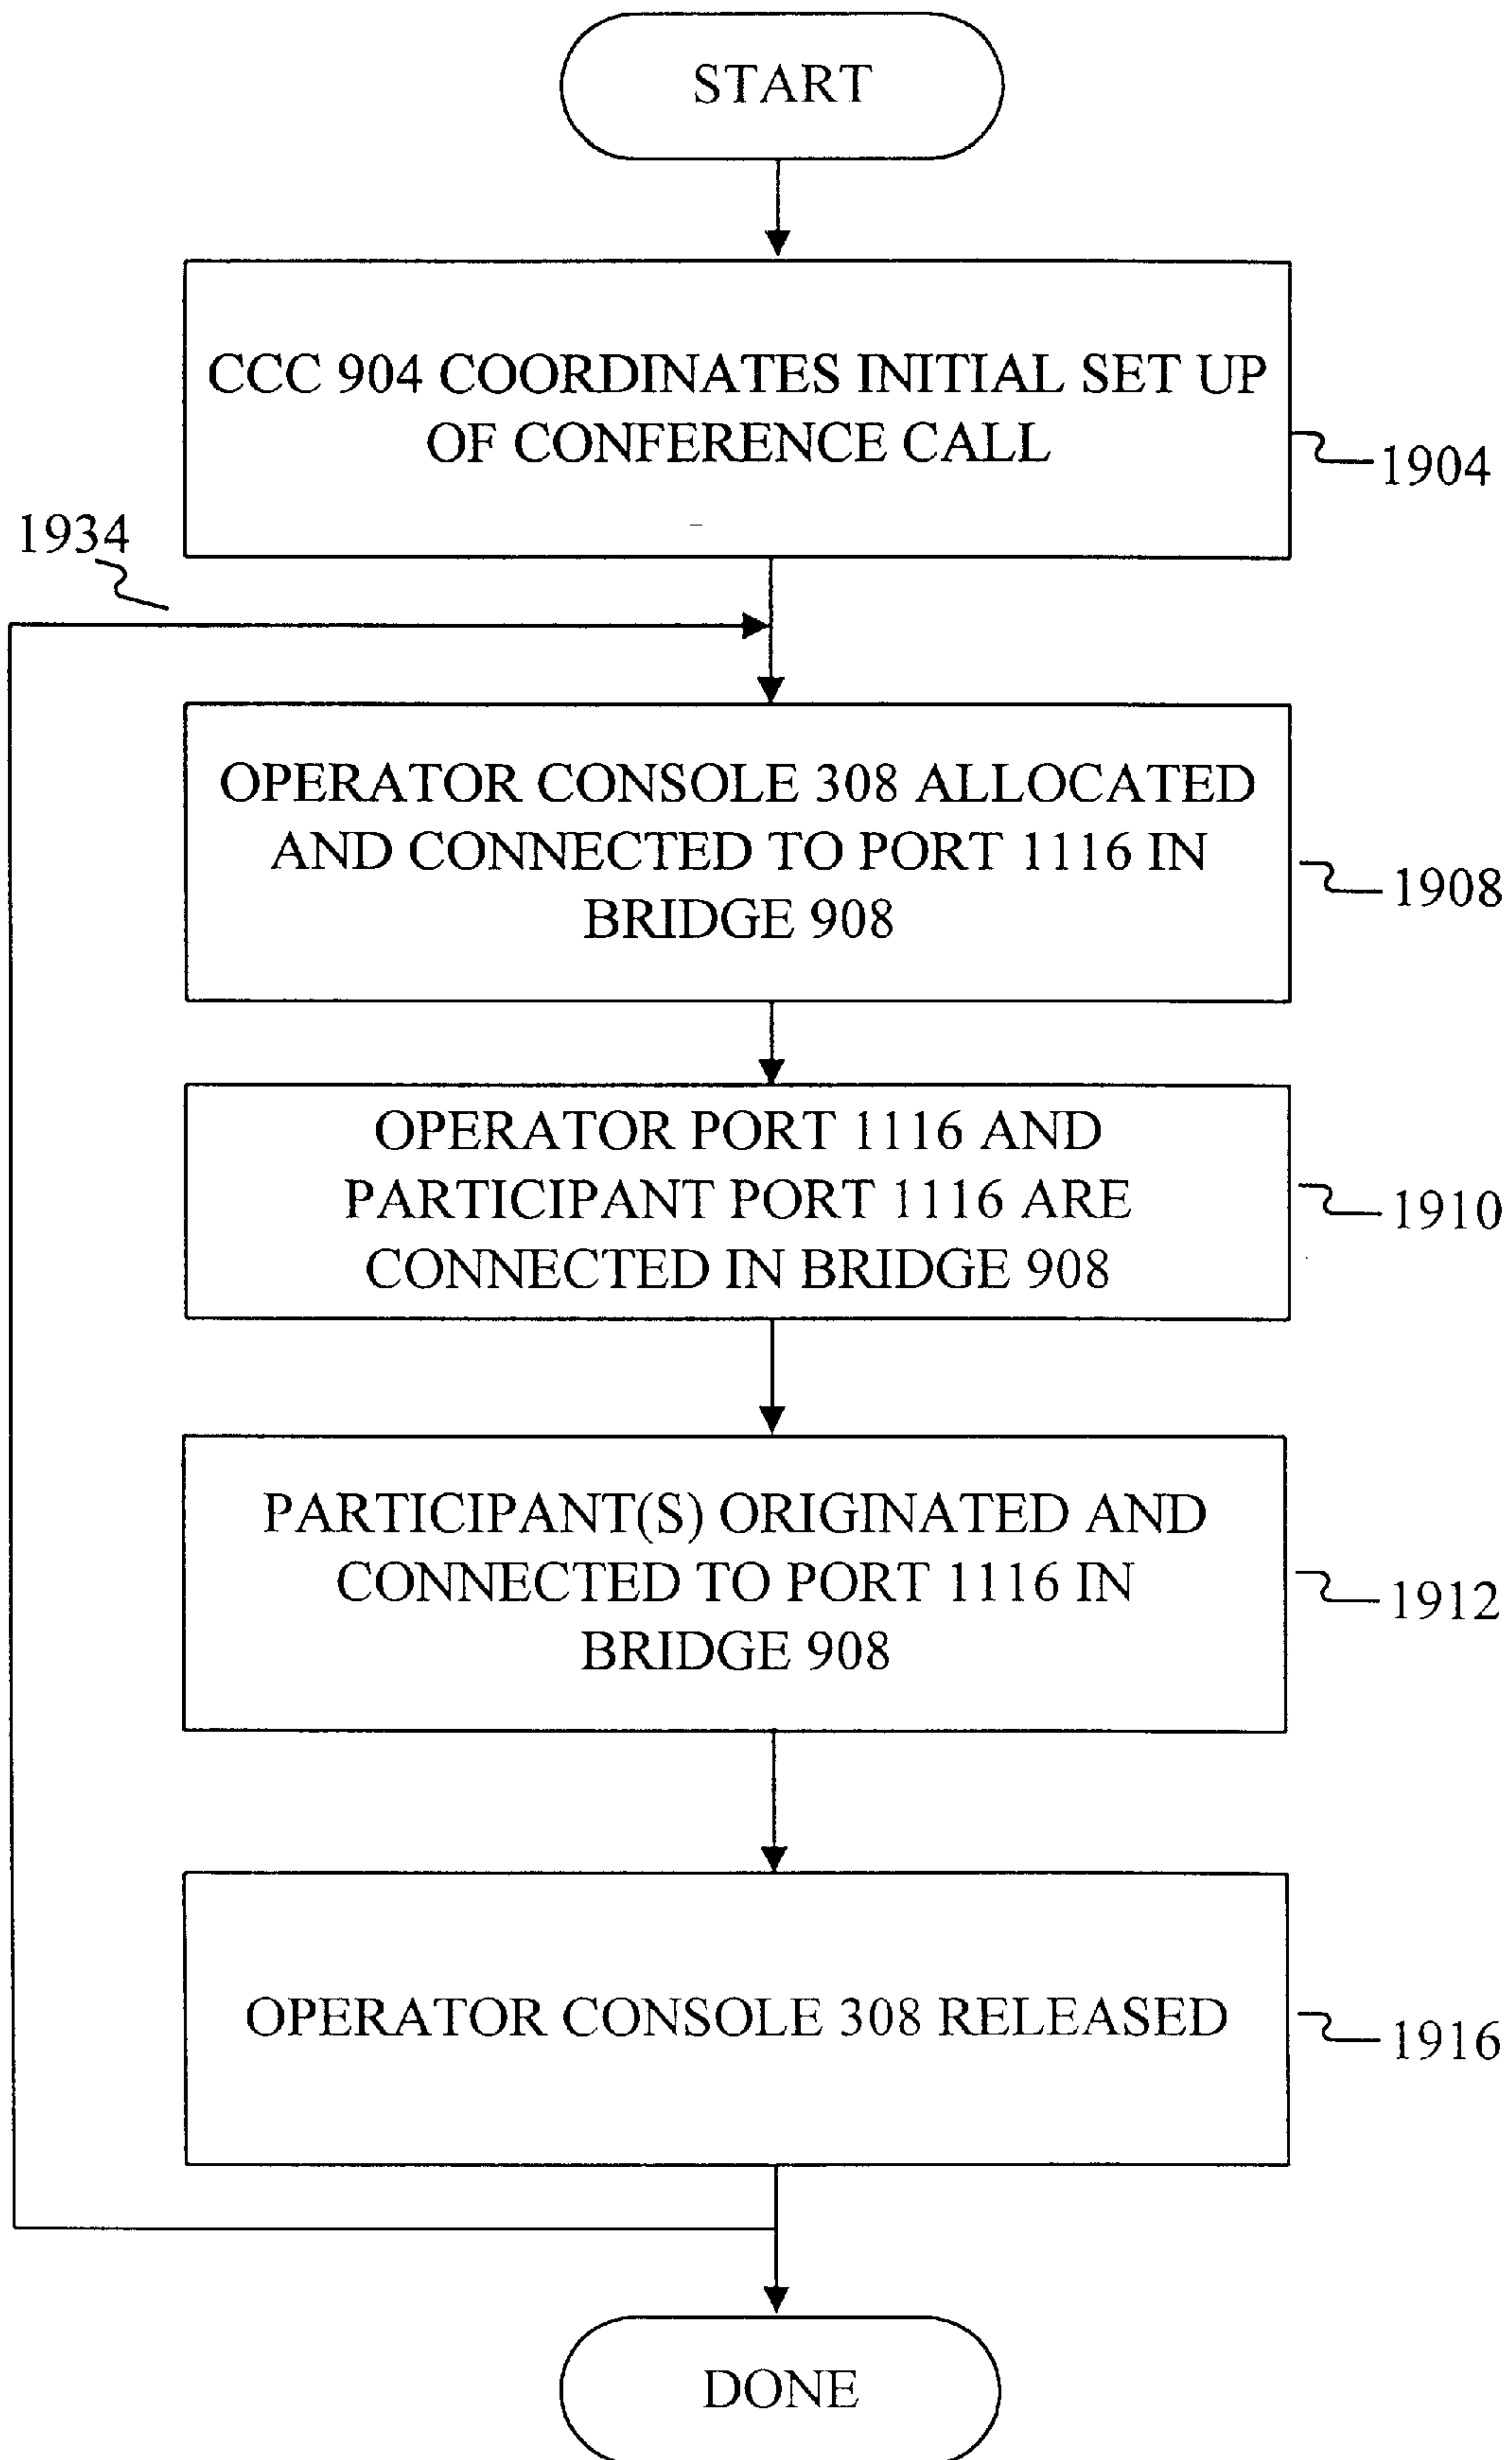 START
CCC 904 COORDINATES INITIAL SET UP
OF CONFERENCE CALL
1904
1934
OPERATOR CONSOLE 308 ALLOCATED
AND CONNECTED TO PORT 1116 IN
BRIDGE 908
1908
OPERATOR PORT 1116 AND
PARTICIPANT PORT 1116 ARE
CONNECTED IN BRIDGE 908
1910
PARTICIPANT(S) ORIGINATED AND
CONNECTED TO PORT 1116 IN
BRIDGE 908
1912
OPERATOR CONSOLE 308 RELEASED
1916
DONE